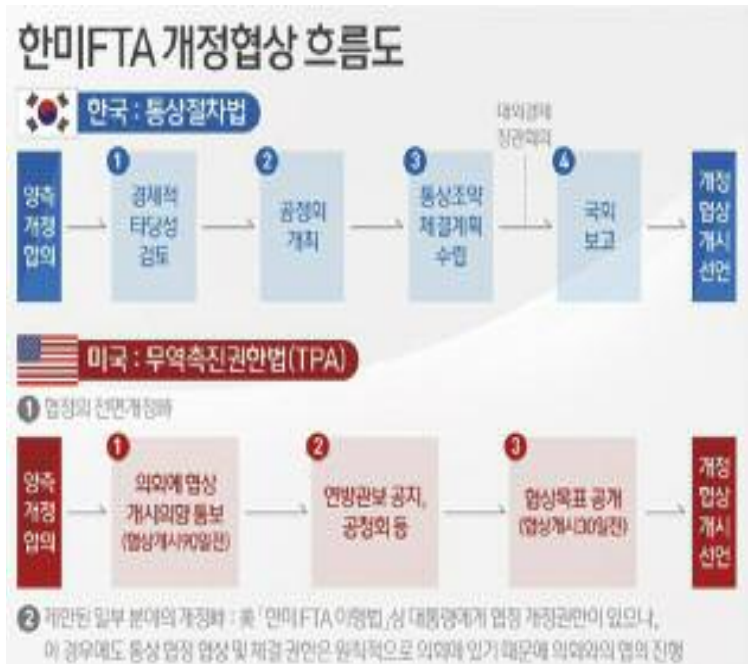 한미FTA 개정협상 흐름도
한국 : 통상절차법
대외경제
장관회의
양측
개정
합의
1
경제적
타당성
검토
2
공청회
개최
3
통상조약
체결계획
수립
4
국회
보고
개정
협상
개시
선언
미국 : 무역촉진권한법(TPA)
1 협정의 전면개정時
양측
개정
합의
1
의회에 협상
개시의향 통보
(협상개시90일전)
2
연방관보 공지,
공청회 등
3
협상목표 공개
(협상개시30일전)
개정
협상
개시
선언
2 제한된 일부 분야의 개정時 : 美 「한미 FTA 이행법」상 대통령에게 협정 개정권한이 있으나,
이 경우에도 통상 협정 협상 및 체결 권한은 원칙적으로 의회에 있기 때문에 의회와의 협의 진행